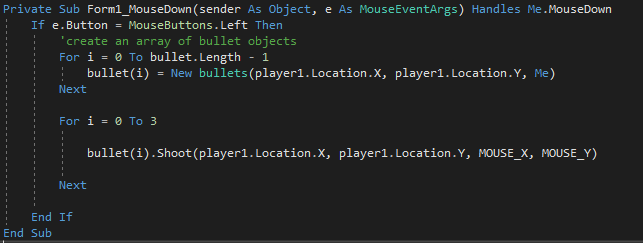 Private Sub Form1_MouseDown(sender As Object, e As MouseEventArgs) Handles Me.MouseDown
If e.Button = MouseButtons.Left Then
'create an array of bullet objects
For i = 0 To bullet.Length - 1
bullet(i) = New bullets(player1.Location.X, player1.Location.Y, Me)
Next
For i = 0 To 3
bullet(i).Shoot(player1.Location.X, player1.Location.Y, MOUSE_X, MOUSE_Y)
Next
End If
End Sub